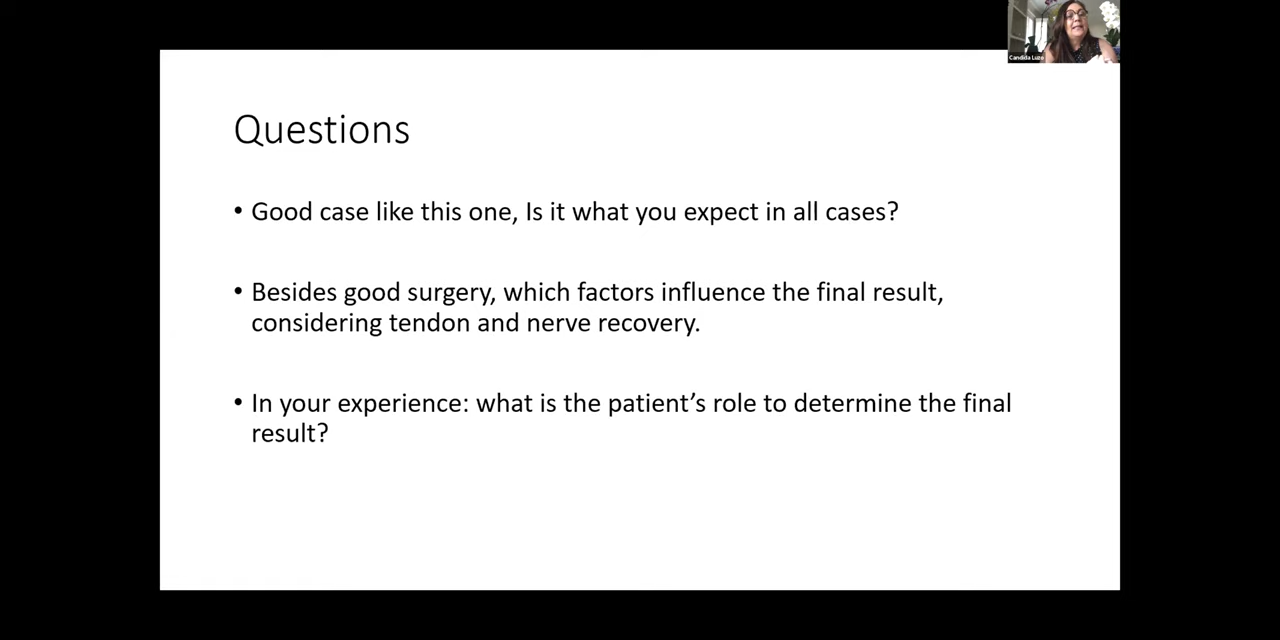 Candida Luzo
Questions
• Good case like this one, Is it what you expect in all cases?
• Besides good surgery, which factors influence the final result,
considering tendon and nerve recovery.
• In your experience: what is the patient’s role to determine the final
result?